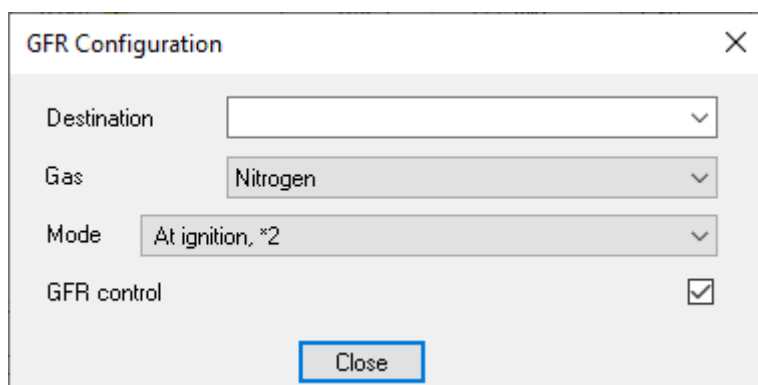 GFR Configuration
Destination
Gas Nitrogen
Mode At ignition, *2
GFR control
Close